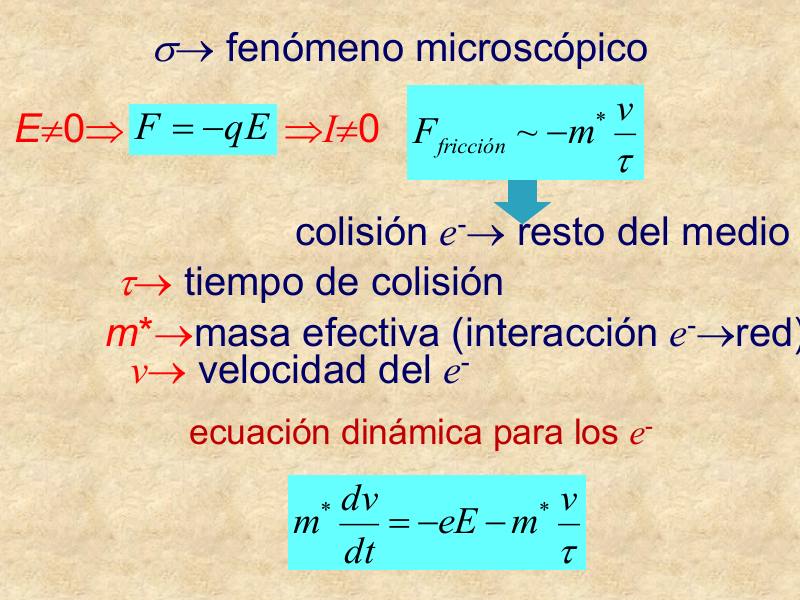 σ→ fenómeno microscópico
E≠0⇒ F = −qE ⇒I≠0 F_fricción ~ −m* v/τ
colisión e⁻→ resto del medio
τ→ tiempo de colisión
m*→masa efectiva (interacción e⁻→red)
v→ velocidad del e⁻
ecuación dinámica para los e⁻
m* dv/dt = −eE − m* v/τ